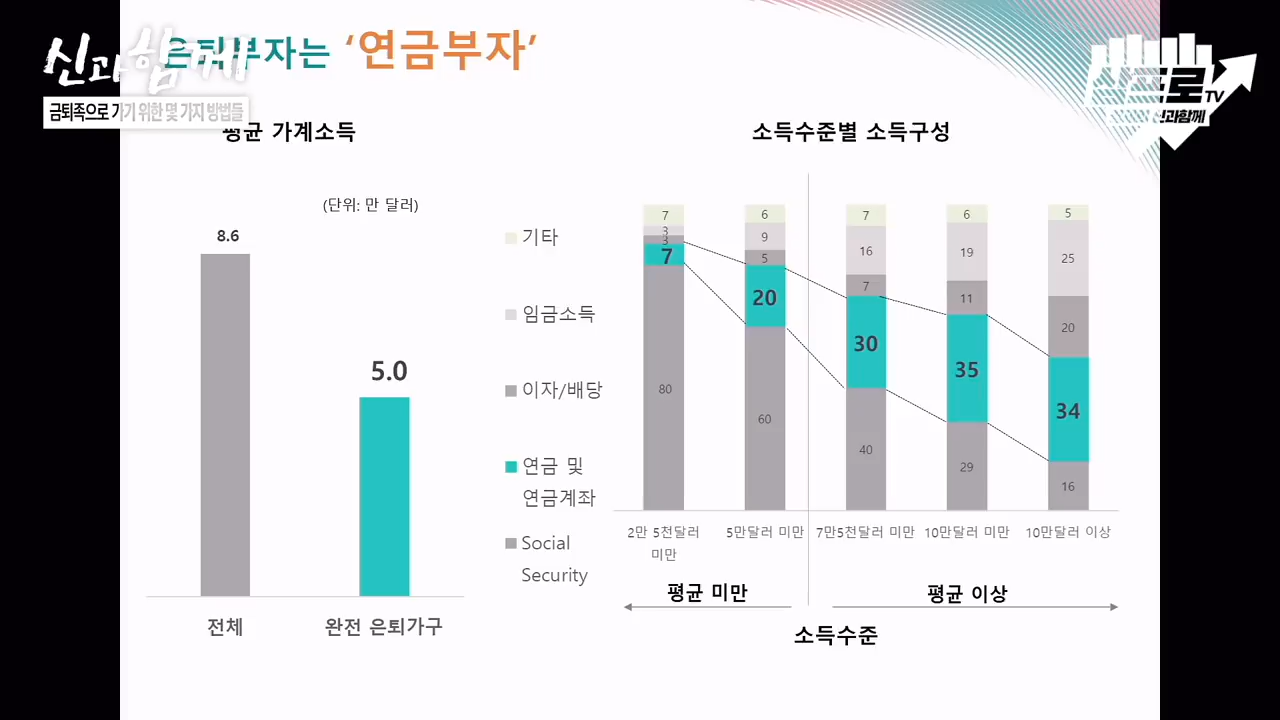 은퇴부자는 ‘연금부자’
신과함께
금퇴족으로 가기 위한 몇 가지 방법들
TV
신과함께
평균 가계소득
(단위: 만 달러)
8.6
5.0
전체
완전 은퇴가구
소득수준별 소득구성
기타
임금소득
이자/배당
연금 및
연금계좌
Social
Security
7
3
3
7
80
6
9
5
20
60
7
16
7
30
40
6
19
11
35
29
5
25
20
34
16
2만 5천달러
미만
5만달러 미만
7만5천달러 미만
10만달러 미만
10만달러 이상
평균 미만
평균 이상
소득수준